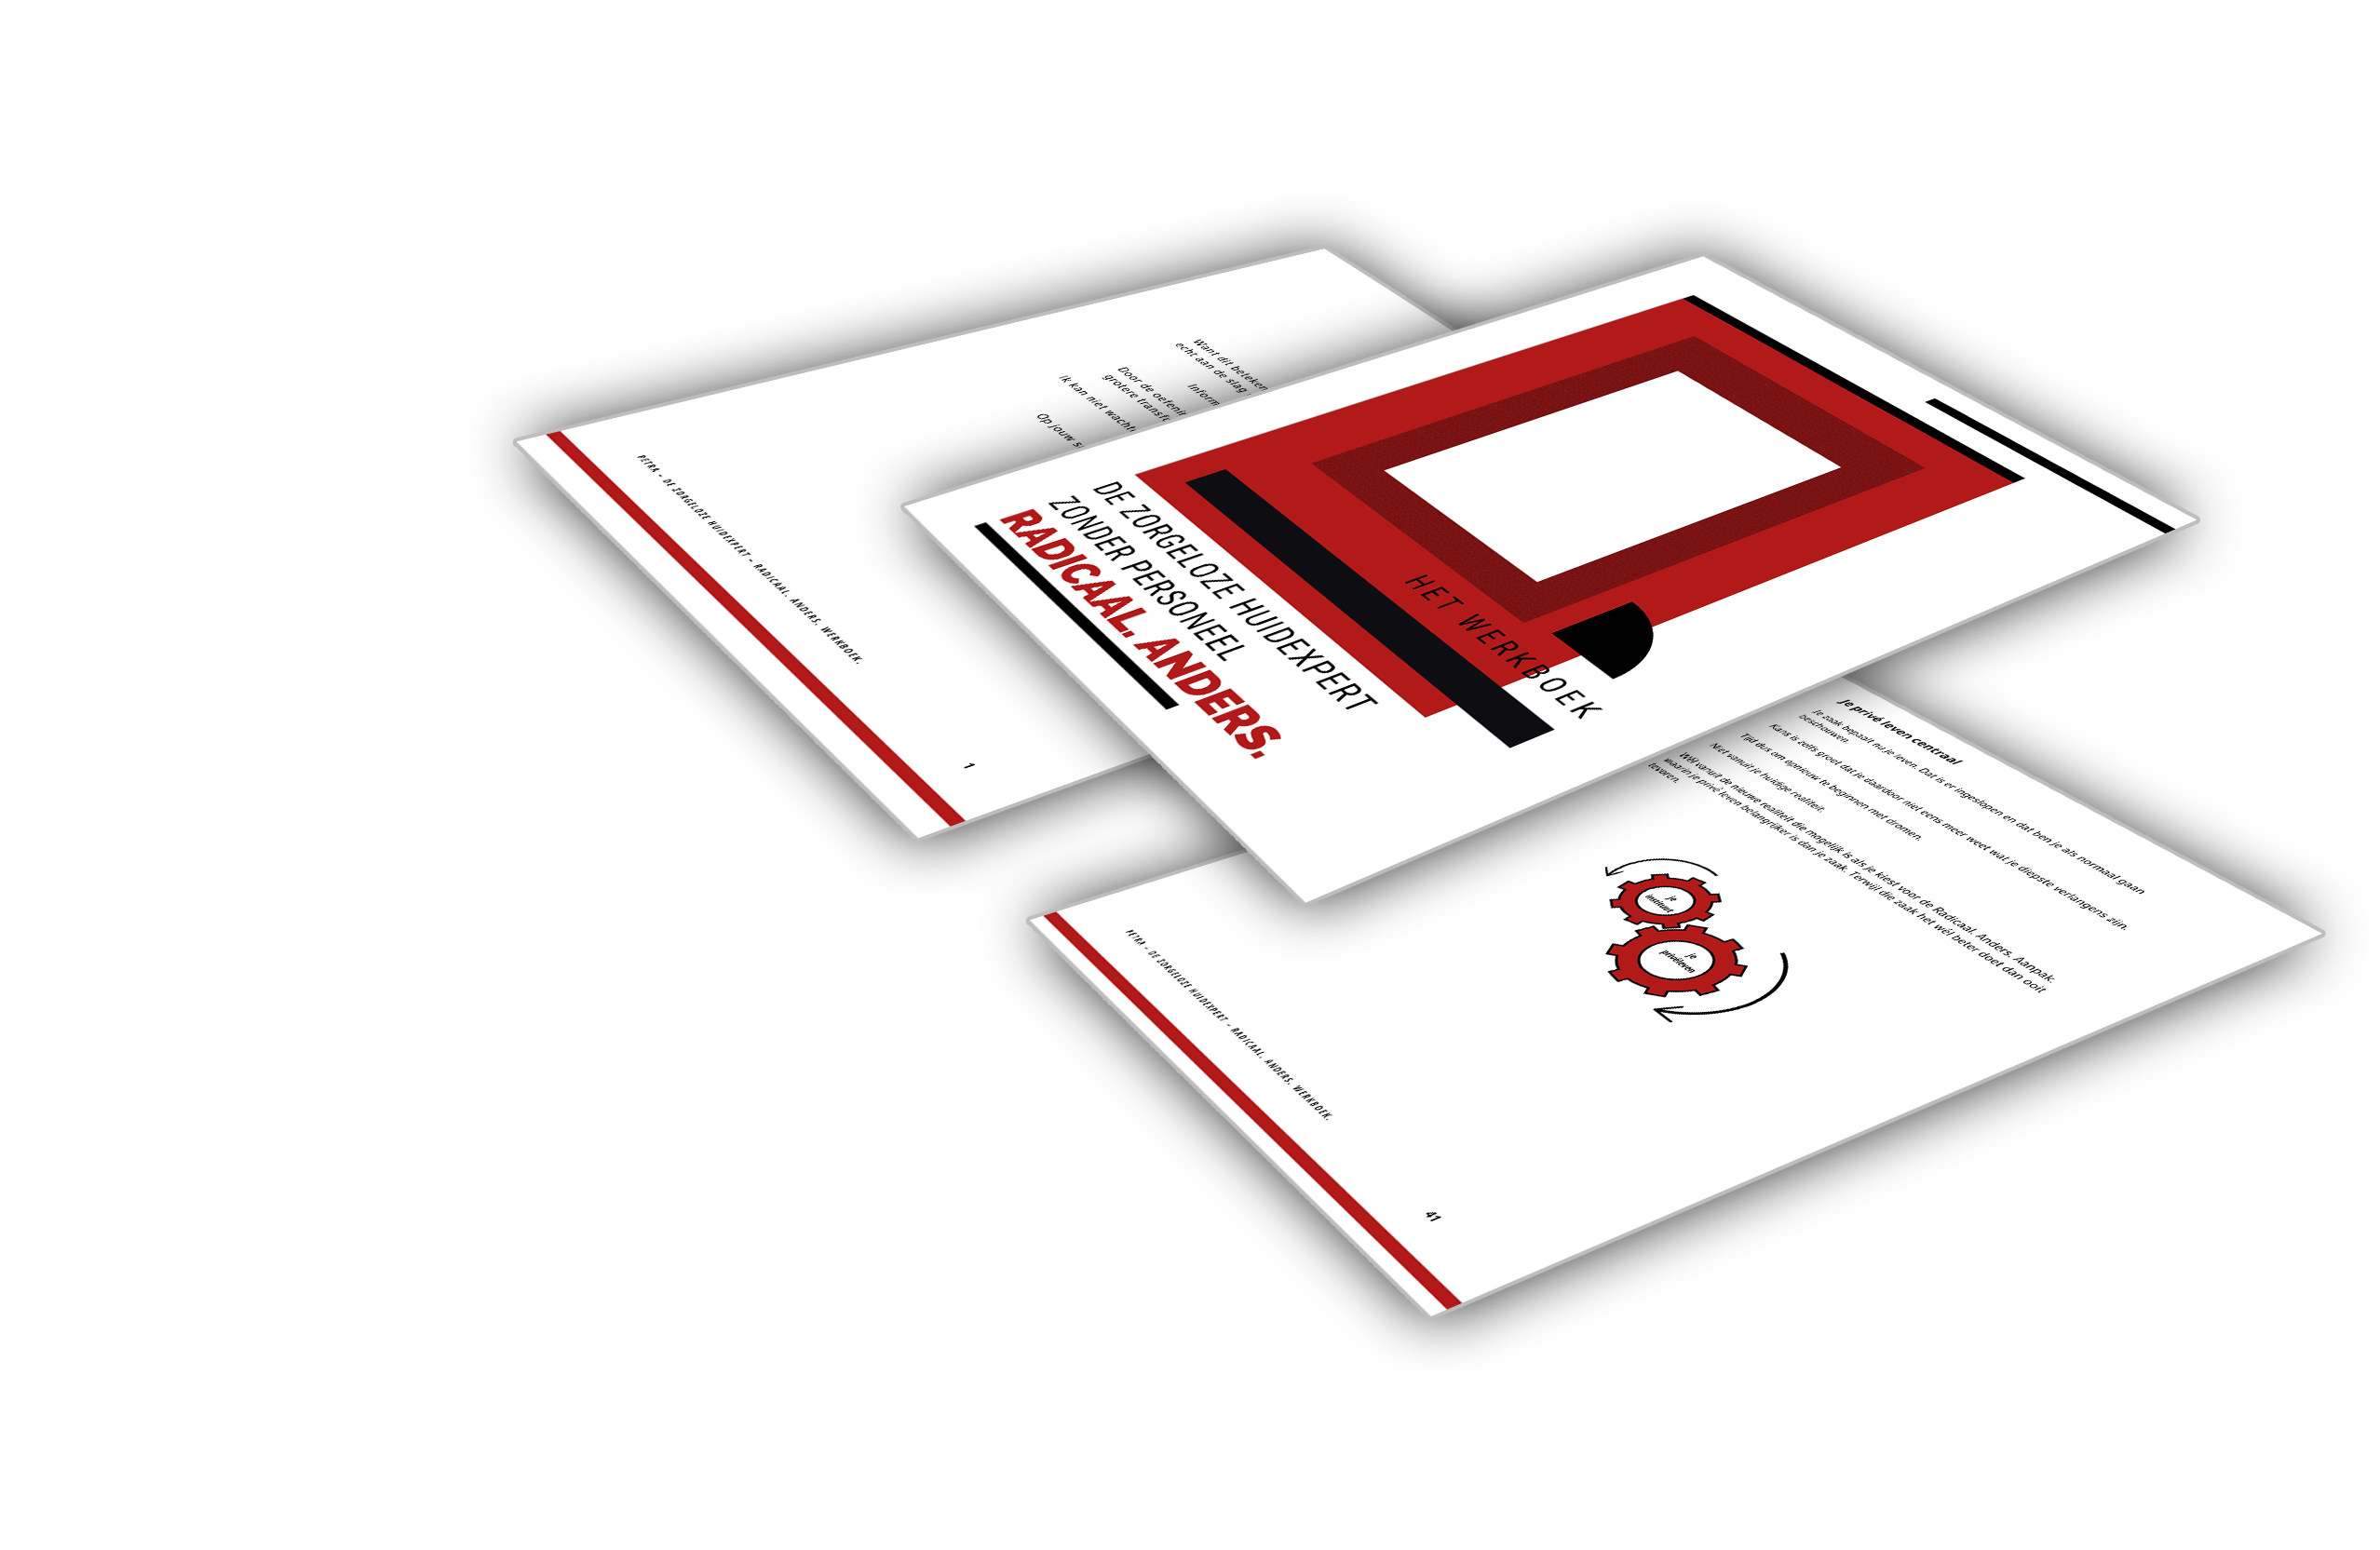 Want dit beteken
echt aan de slag
Inform
Door de oefenin
grotere transfo
Ik kan niet wacht
Op jouw s
PETRA – DE ZORGELOZE HUIDEXPERT – RADICAAL. ANDERS. WERKBOEK.
1
HET WERKBOEK
DE ZORGELOZE HUIDEXPERT
ZONDER PERSONEEL
RADICAAL. ANDERS.
Je privé leven centraal
Je zaak bepaalt nu je leven. Dat is er ingeslopen en dat ben je als normaal gaan
beschouwen.
Kans is zelfs groot dat je daardoor niet eens meer weet wat je diepste verlangens zijn.
Tijd dus om opnieuw te beginnen met dromen.
Niet vanuit je huidige realiteit.
Wél vanuit de nieuwe realiteit die mogelijk is als je kiest voor de Radicaal. Anders. Aanpak.
waarin je privé leven belangrijker is dan je zaak. Terwijl die zaak het wél beter doet dan ooit
tevoren.
je
instituut
je
privéleven
PETRA – DE ZORGELOZE HUIDEXPERT – RADICAAL. ANDERS. WERKBOEK.
41